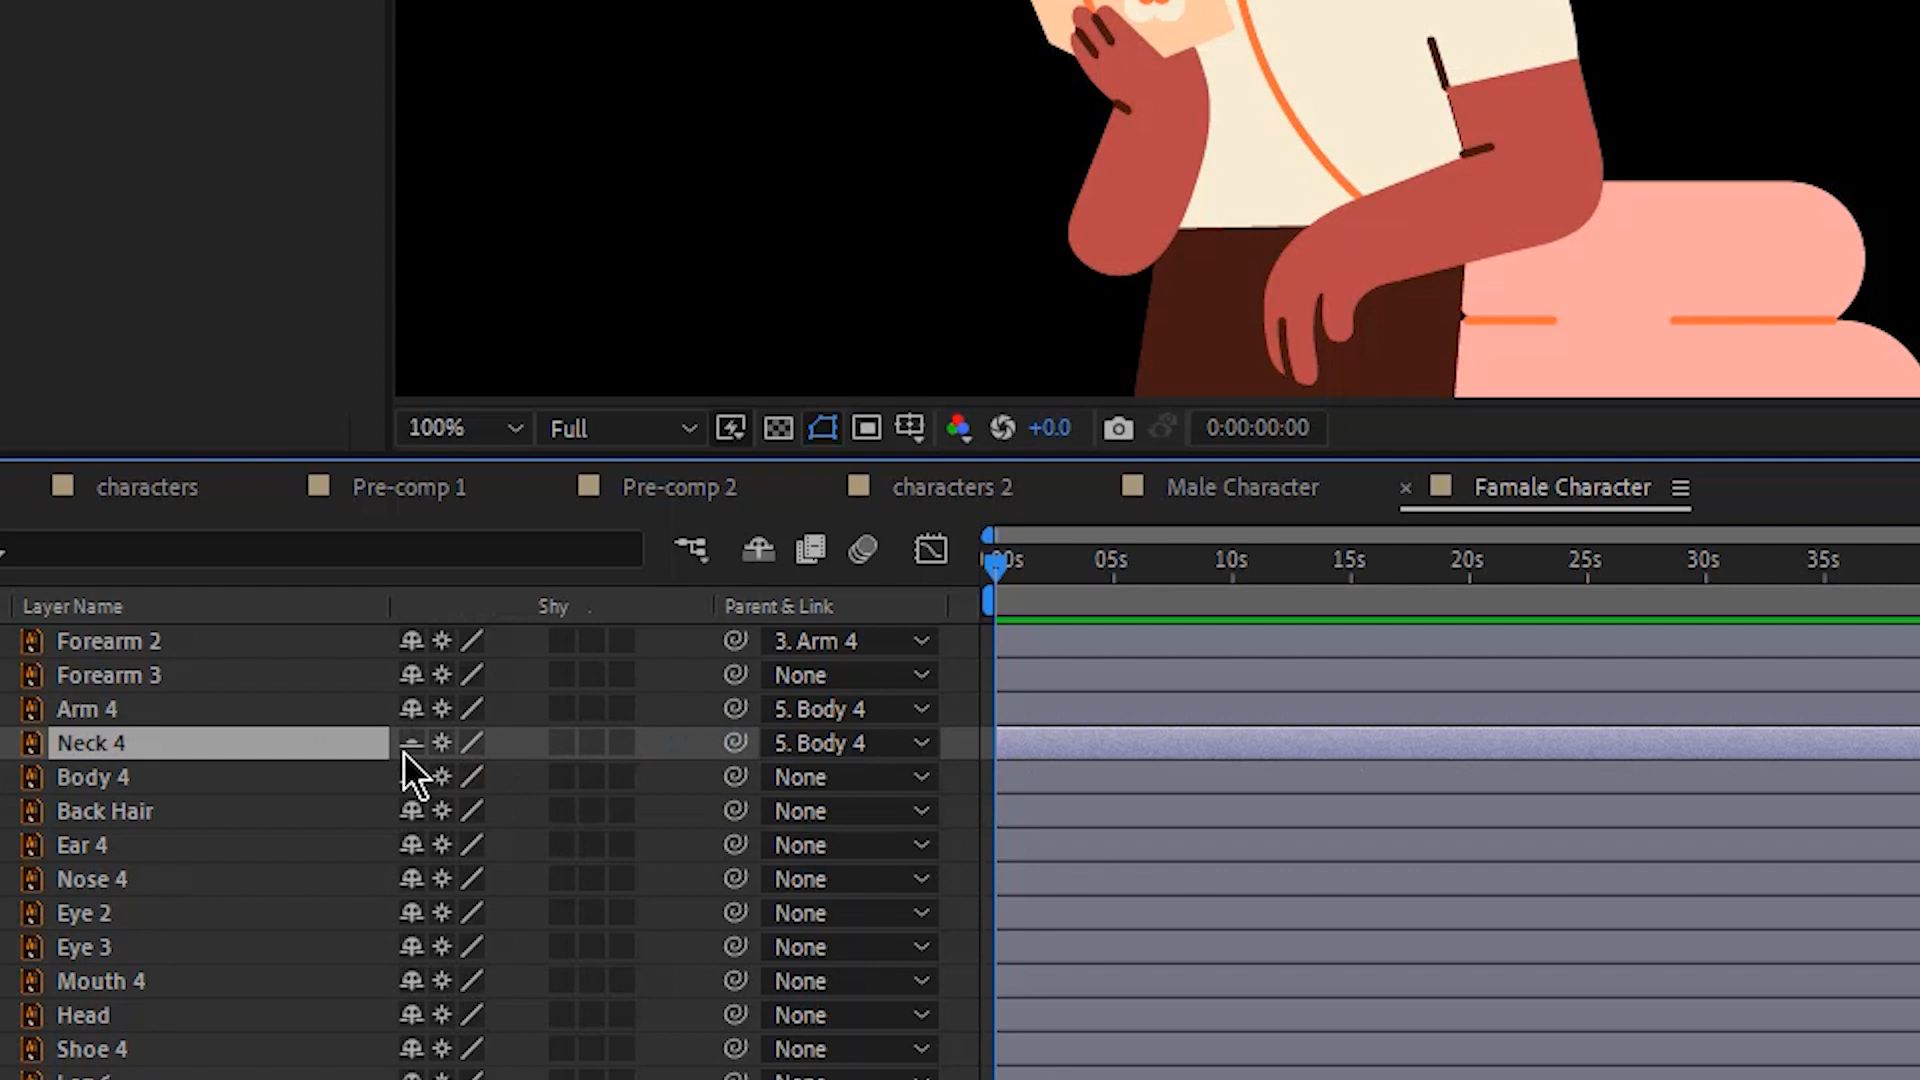 100%
Full
+0.0
0:00:00:00
characters
Pre-comp 1
Pre-comp 2
characters 2
Male Character
× Famale Character
05s 10s 15s 20s 25s 30s 35s
Layer Name
Shy
Parent & Link
Forearm 2 3. Arm 4
Forearm 3 None
Arm 4 5. Body 4
Neck 4 5. Body 4
Body 4 None
Back Hair None
Ear 4 None
Nose 4 None
Eye 2 None
Eye 3 None
Mouth 4 None
Head None
Shoe 4 None